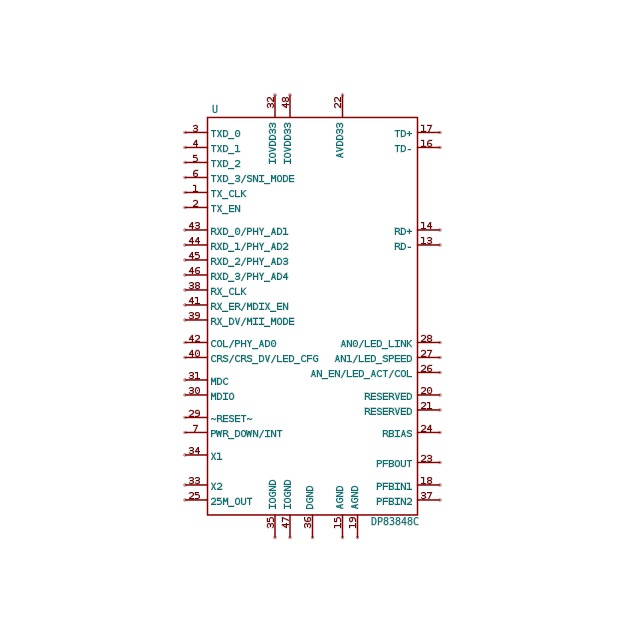 32 48 22
U
3 TXD_0 IOVDD33 IOVDD33 AVDD33 TD+ 17
4 TXD_1 TD- 16
5 TXD_2
6 TXD_3/SNI_MODE
1 TX_CLK
2 TX_EN
43 RXD_0/PHY_AD1 RD+ 14
44 RXD_1/PHY_AD2 RD- 13
45 RXD_2/PHY_AD3
46 RXD_3/PHY_AD4
38 RX_CLK
41 RX_ER/MDIX_EN
39 RX_DV/MII_MODE
42 COL/PHY_AD0 AN0/LED_LINK 28
40 CRS/CRS_DV/LED_CFG AN1/LED_SPEED 27
AN_EN/LED_ACT/COL 26
31 MDC
30 MDIO RESERVED 20
RESERVED 21
29 ~RESET~
7 PWR_DOWN/INT RBIAS 24
34 X1
PFBOUT 23
33 X2 PFBIN1 18
25 25M_OUT IOGND IOGND DGND AGND AGND PFBIN2 37
35 47 36 15 19 DP83848C